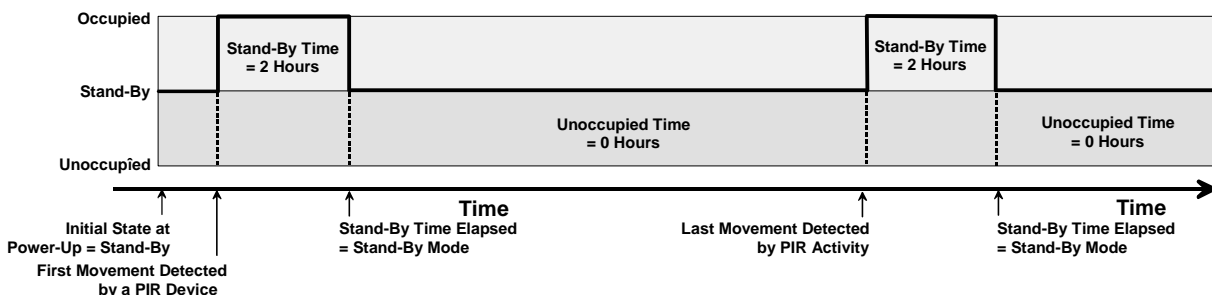 Occupied
Stand-By Time
= 2 Hours
Stand-By Time
= 2 Hours
Stand-By
Unoccupied Time
= 0 Hours
Unoccupied Time
= 0 Hours
Unoccupied
Time
Time
Initial State at
Power-Up = Stand-By
First Movement Detected
by a PIR Device
Stand-By Time Elapsed
= Stand-By Mode
Last Movement Detected
by PIR Activity
Stand-By Time Elapsed
= Stand-By Mode